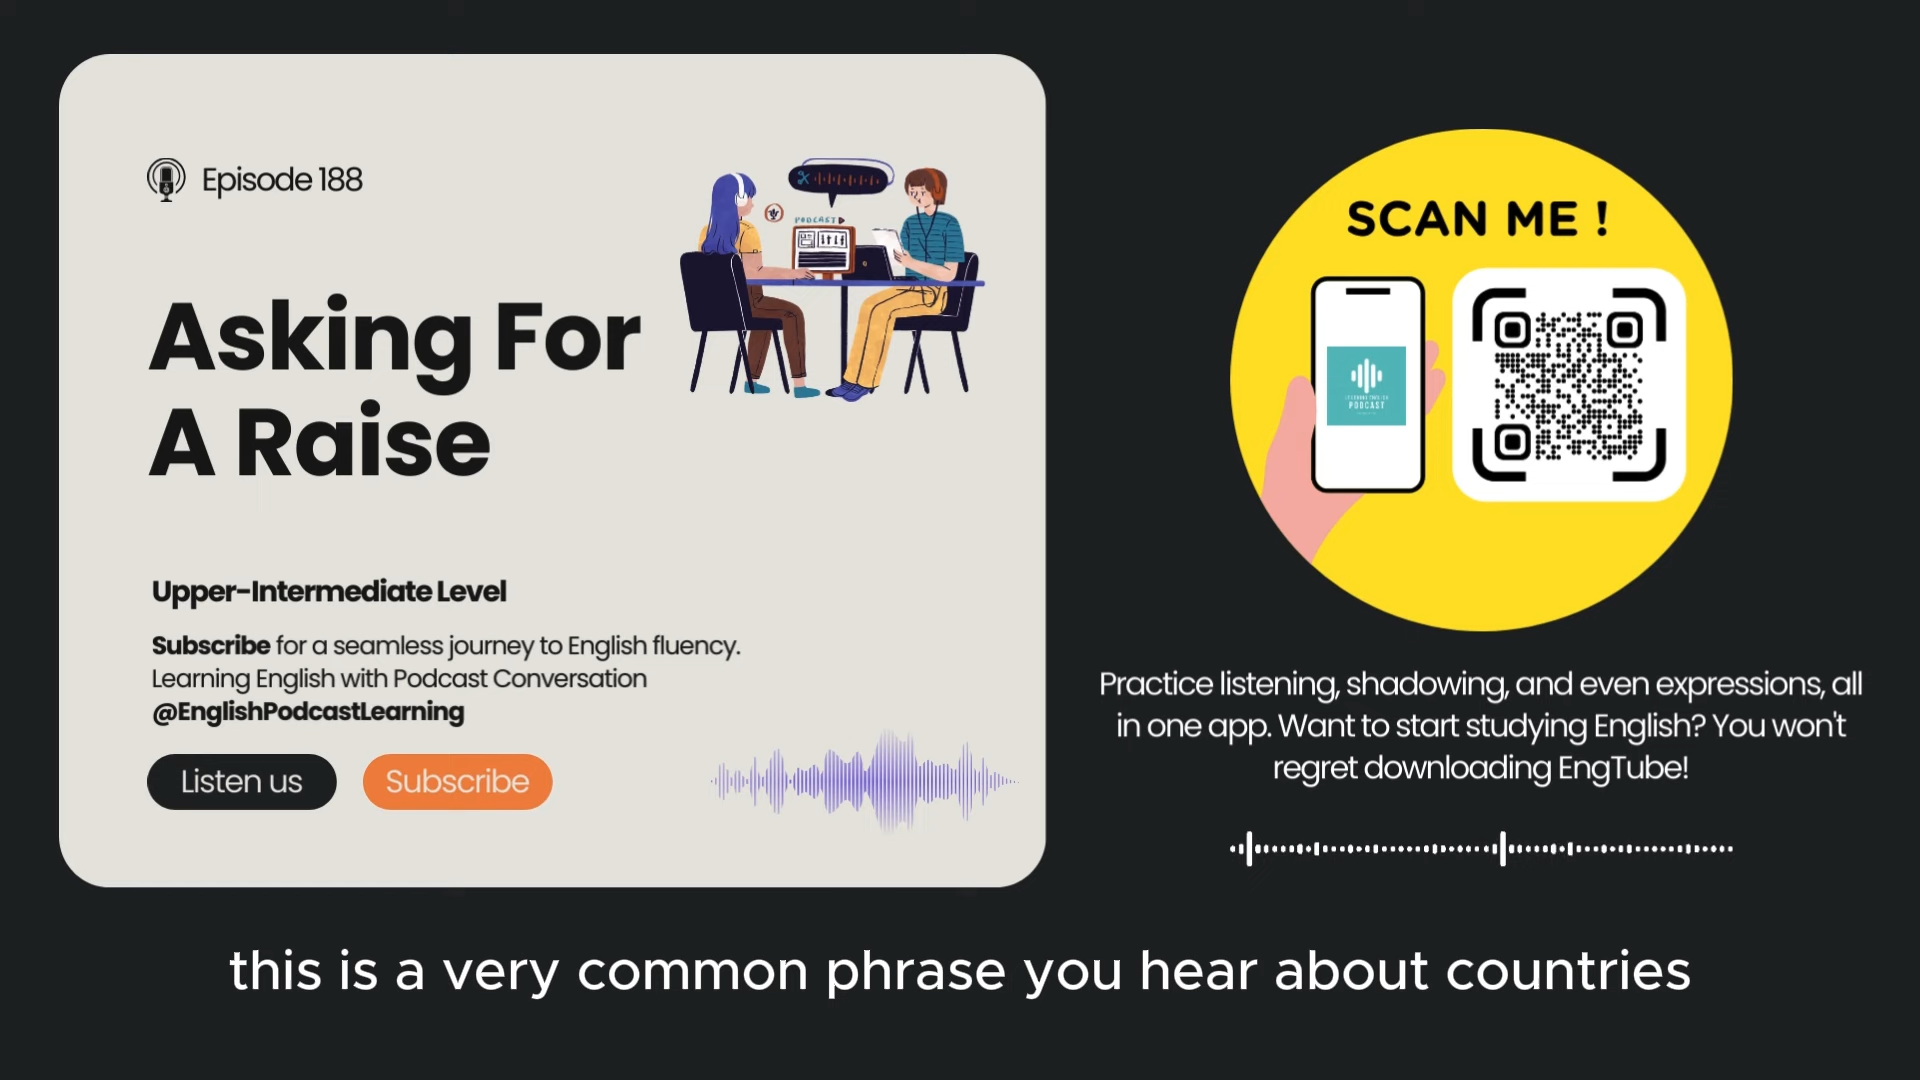 Episode 188
Asking For
A Raise
PODCAST
Upper-Intermediate Level
Subscribe for a seamless journey to English fluency.
Learning English with Podcast Conversation
@EnglishPodcastLearning
Listen us
Subscribe
SCAN ME !
PODCAST
Practice listening, shadowing, and even expressions, all
in one app. Want to start studying English? You won't
regret downloading EngTube!
this is a very common phrase you hear about countries